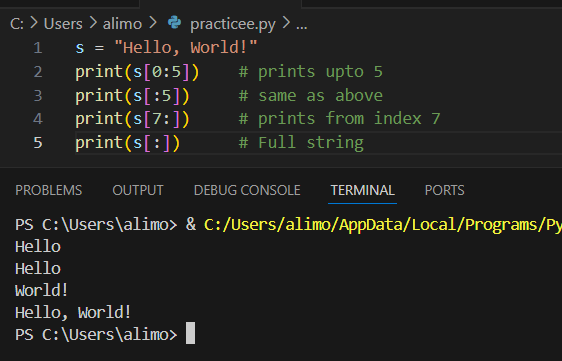 C: > Users > alimo > practicee.py > ...
1 s = "Hello, World!"
2 print(s[0:5]) # prints upto 5
3 print(s[:5]) # same as above
4 print(s[7:]) # prints from index 7
5 print(s[:]) # Full string
PROBLEMS OUTPUT DEBUG CONSOLE TERMINAL PORTS
PS C:\Users\alimo> & C:/Users/alimo/AppData/Local/Programs/Py
Hello
Hello
World!
Hello, World!
PS C:\Users\alimo>